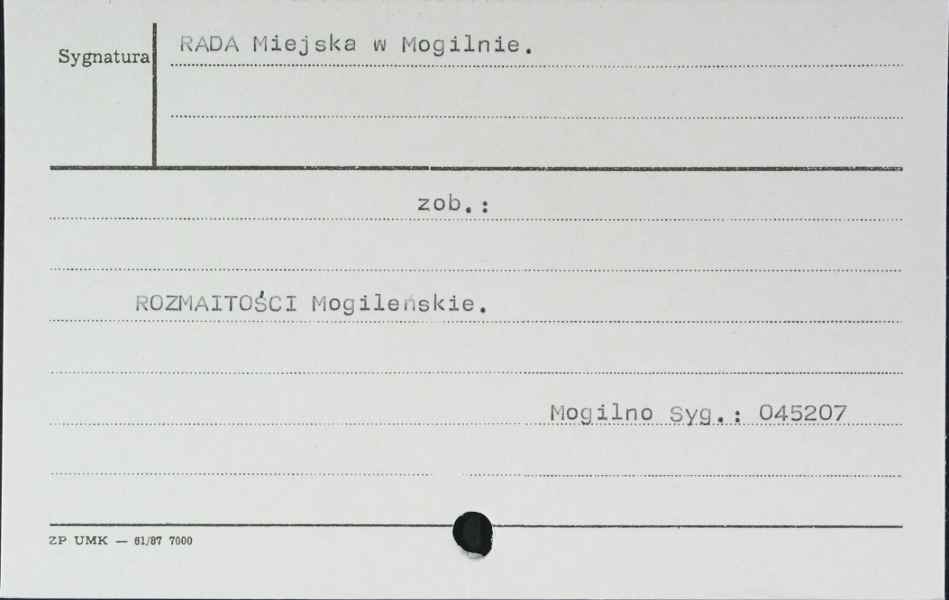 Sygnatura
RADA Miejska w Mogilnie.
zob.:
ROZMAITOŚCI Mogileńskie.
Mogilno Syg.: 045207
ZP UMK — 61/87 7000